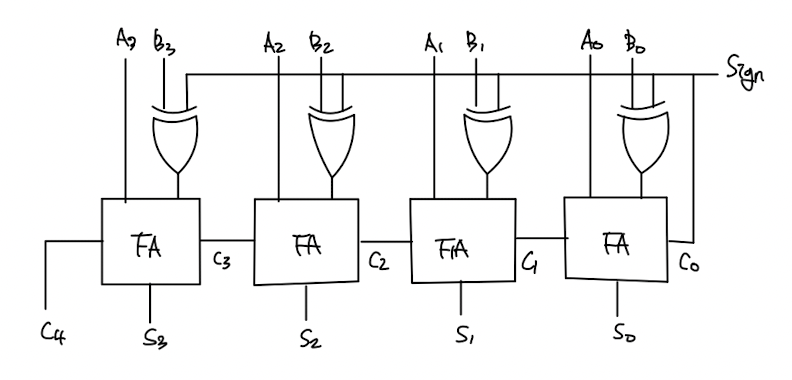 A3 B3 A2 B2 A1 B1 A0 B0
Sign
FA FA FA FA
C3 C2 C1 C0
C4 S3 S2 S1 S0